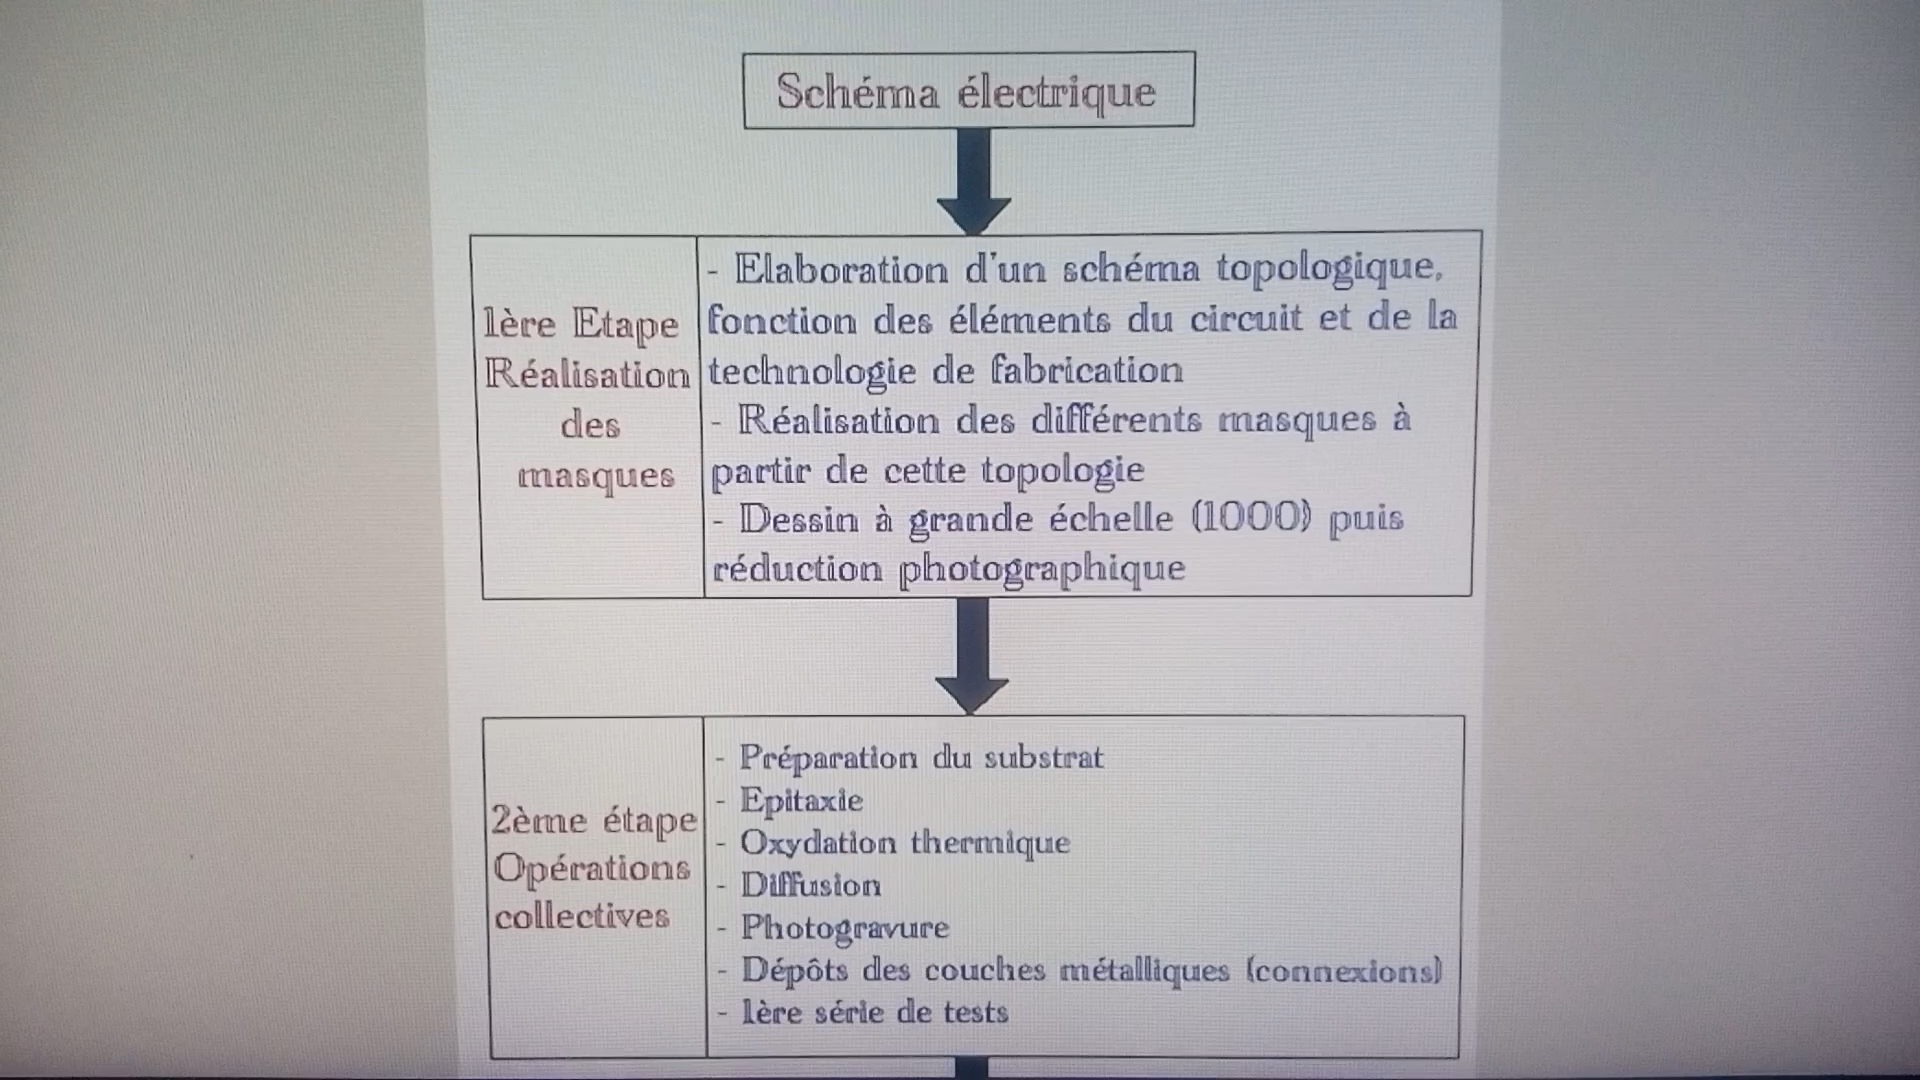 Schéma électrique
1ère Etape
Réalisation
des
masques
- Elaboration d'un schéma topologique,
fonction des éléments du circuit et de la
technologie de fabrication
- Réalisation des différents masques à
partir de cette topologie
- Dessin à grande échelle (1000) puis
réduction photographique
2ème étape
Opérations
collectives
- Préparation du substrat
- Epitaxie
- Oxydation thermique
- Diffusion
- Photogravure
- Dépôts des couches métalliques (connexions)
- 1ère série de tests